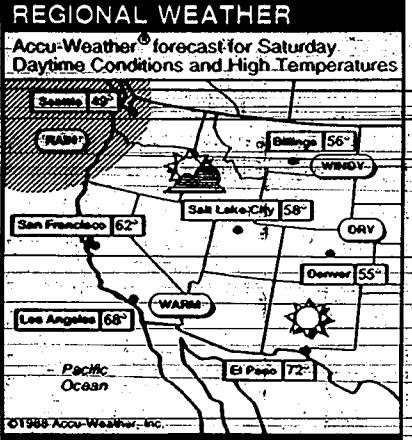 REGIONAL WEATHER
Accu-Weather® forecast for Saturday
Daytime Conditions and High Temperatures
Seattle 49°
RAIN
Billings 56°
WINDY
Salt Lake City 58°
San Francisco 62°
DRY
Denver 55°
WARM
Los Angeles 68°
Pacific
Ocean
El Paso 72°
©1988 Accu-Weather, Inc.